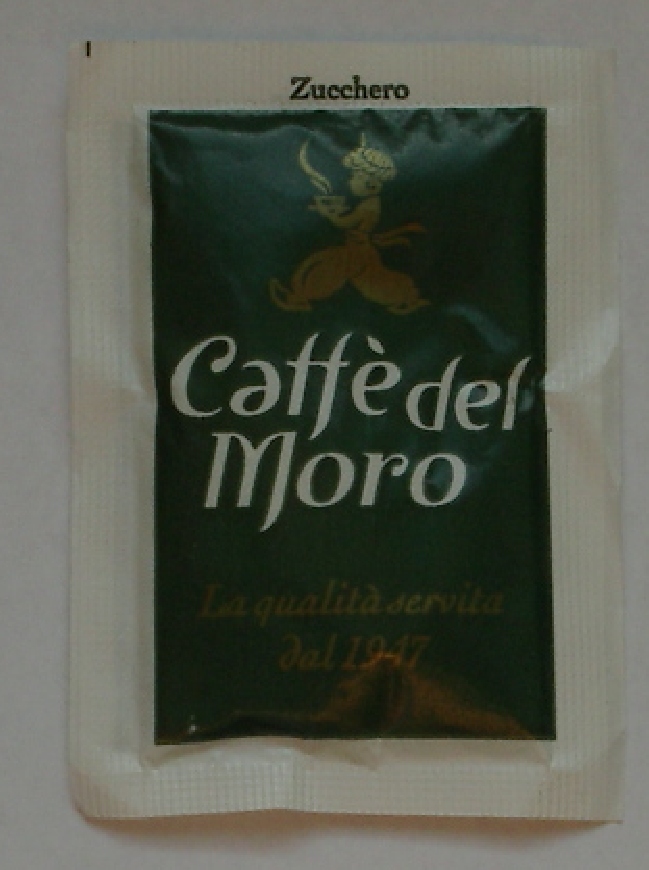 Zucchero
Caffè del
Moro
La qualità servita
dal 1947